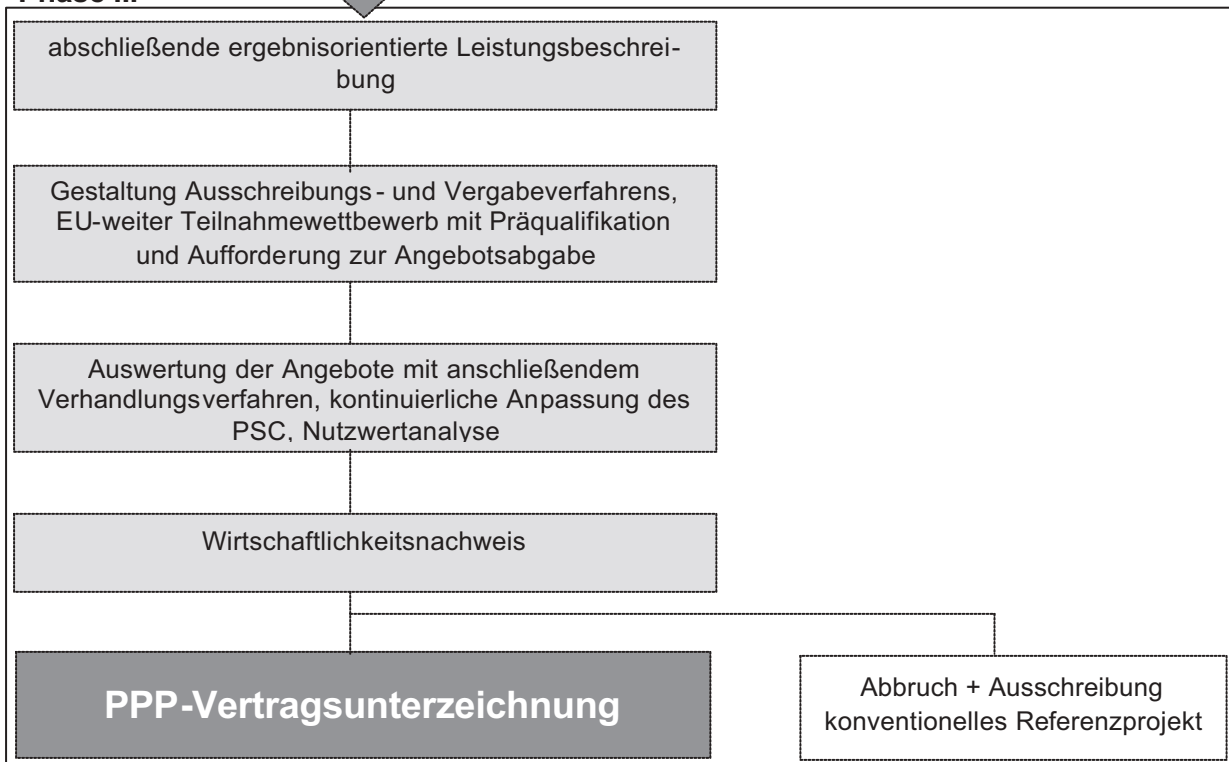 Phase III
abschließende ergebnisorientierte Leistungsbeschrei-
bung
Gestaltung Ausschreibungs- und Vergabeverfahrens,
EU-weiter Teilnahmewettbewerb mit Präqualifikation
und Aufforderung zur Angebotsabgabe
Auswertung der Angebote mit anschließendem
Verhandlungsverfahren, kontinuierliche Anpassung des
PSC, Nutzwertanalyse
Wirtschaftlichkeitsnachweis
PPP-Vertragsunterzeichnung
Abbruch + Ausschreibung
konventionelles Referenzprojekt